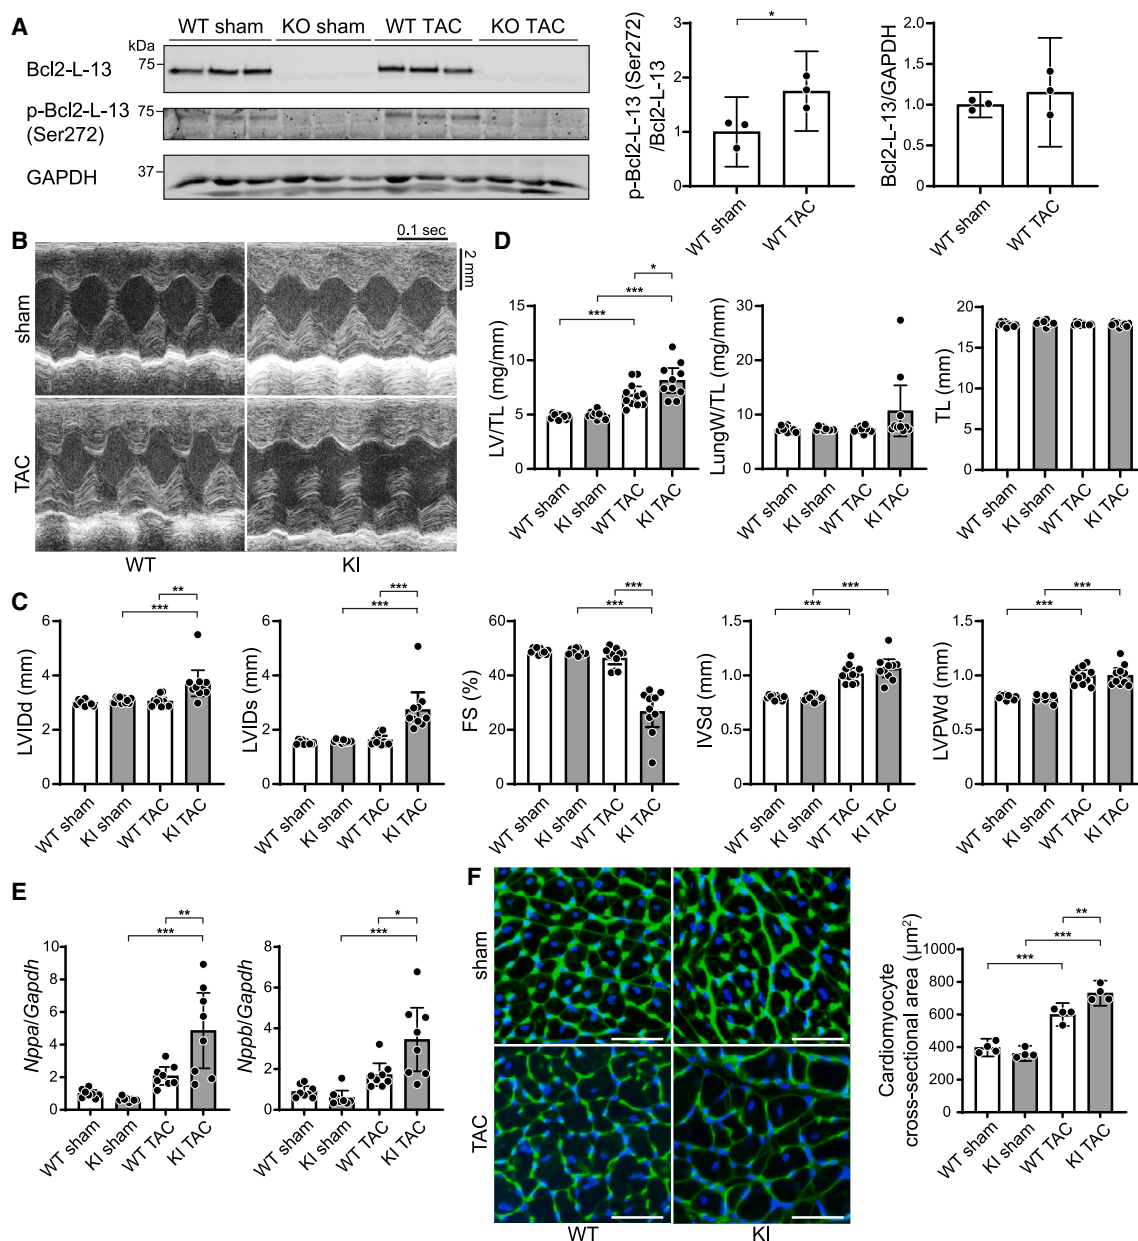 A
WT sham KO sham WT TAC KO TAC
kDa
Bcl2-L-13
75
p-Bcl2-L-13
(Ser272)
75
GAPDH
37
p-Bcl2-L-13 (Ser272)
/Bcl2-L-13
3
2
1
0
*
WT sham
WT TAC
Bcl2-L-13/GAPDH
2.0
1.5
1.0
0.5
0
WT sham
WT TAC
B
0.1 sec
2 mm
sham
TAC
WT KI
D
LV/TL (mg/mm)
15
10
5
0
*
***
***
WT sham
KI sham
WT TAC
KI TAC
LungW/TL (mg/mm)
30
20
10
0
WT sham
KI sham
WT TAC
KI TAC
TL (mm)
20
15
10
5
0
WT sham
KI sham
WT TAC
KI TAC
C
LVIDd (mm)
6
4
2
0
**
***
WT sham
KI sham
WT TAC
KI TAC
LVIDs (mm)
6
4
2
0
***
***
WT sham
KI sham
WT TAC
KI TAC
FS (%)
60
40
20
0
***
***
WT sham
KI sham
WT TAC
KI TAC
IVSd (mm)
1.5
1.0
0.5
0
***
***
WT sham
KI sham
WT TAC
KI TAC
LVPWd (mm)
1.5
1.0
0.5
0
***
***
WT sham
KI sham
WT TAC
KI TAC
E
Nppa/Gapdh
10
8
6
4
2
0
**
***
WT sham
KI sham
WT TAC
KI TAC
Nppb/Gapdh
8
6
4
2
0
*
***
WT sham
KI sham
WT TAC
KI TAC
F
sham
TAC
WT KI
Cardiomyocyte
cross-sectional area (µm²)
1000
800
600
400
200
0
**
***
***
WT sham
KI sham
WT TAC
KI TAC